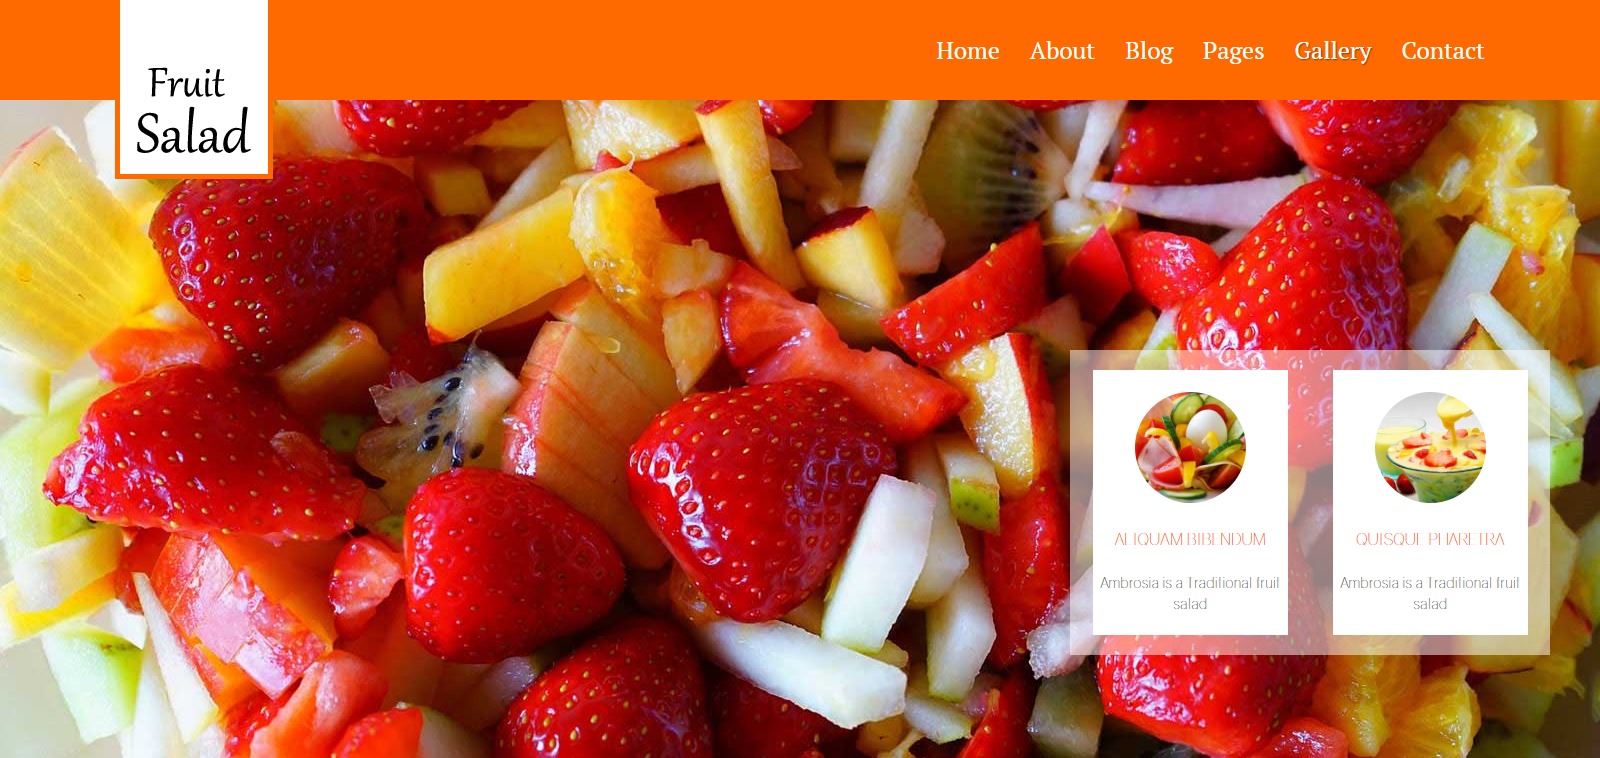 Fruit
Salad
Home About Blog Pages Gallery Contact
ALIQUAM BIBENDUM
Ambrosia is a Traditional fruit
salad
QUISQUE PHARETRA
Ambrosia is a Traditional fruit
salad